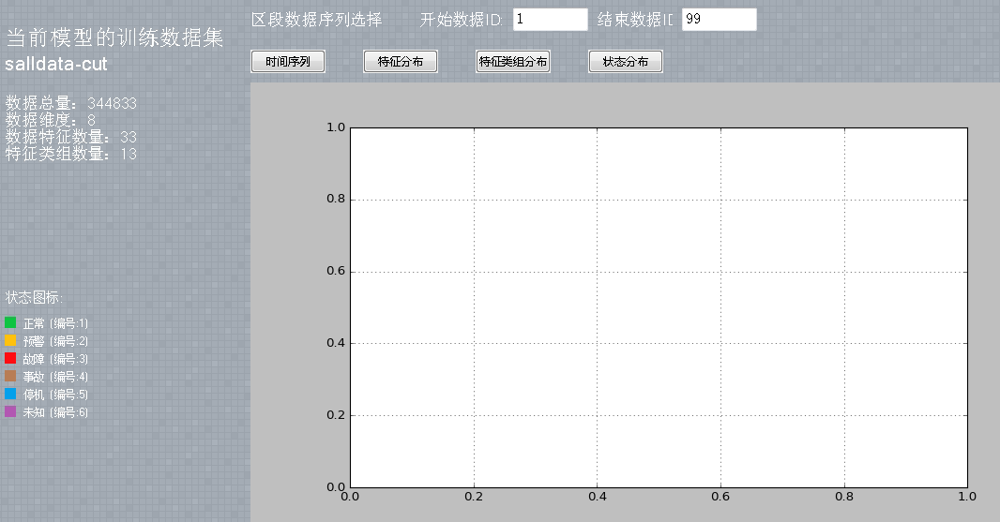 当前模型的训练数据集
salldata-cut
数据总量：344833
数据维度：8
数据特征数量：33
特征类组数量：13
状态图标:
正常 (编号:1)
预警 (编号:2)
故障 (编号:3)
事故 (编号:4)
停机 (编号:5)
未知 (编号:6)
区段数据序列选择 开始数据ID: 1 结束数据II 99
时间序列 特征分布 特征类组分布 状态分布
1.0
0.8
0.6
0.4
0.2
0.0
0.0 0.2 0.4 0.6 0.8 1.0